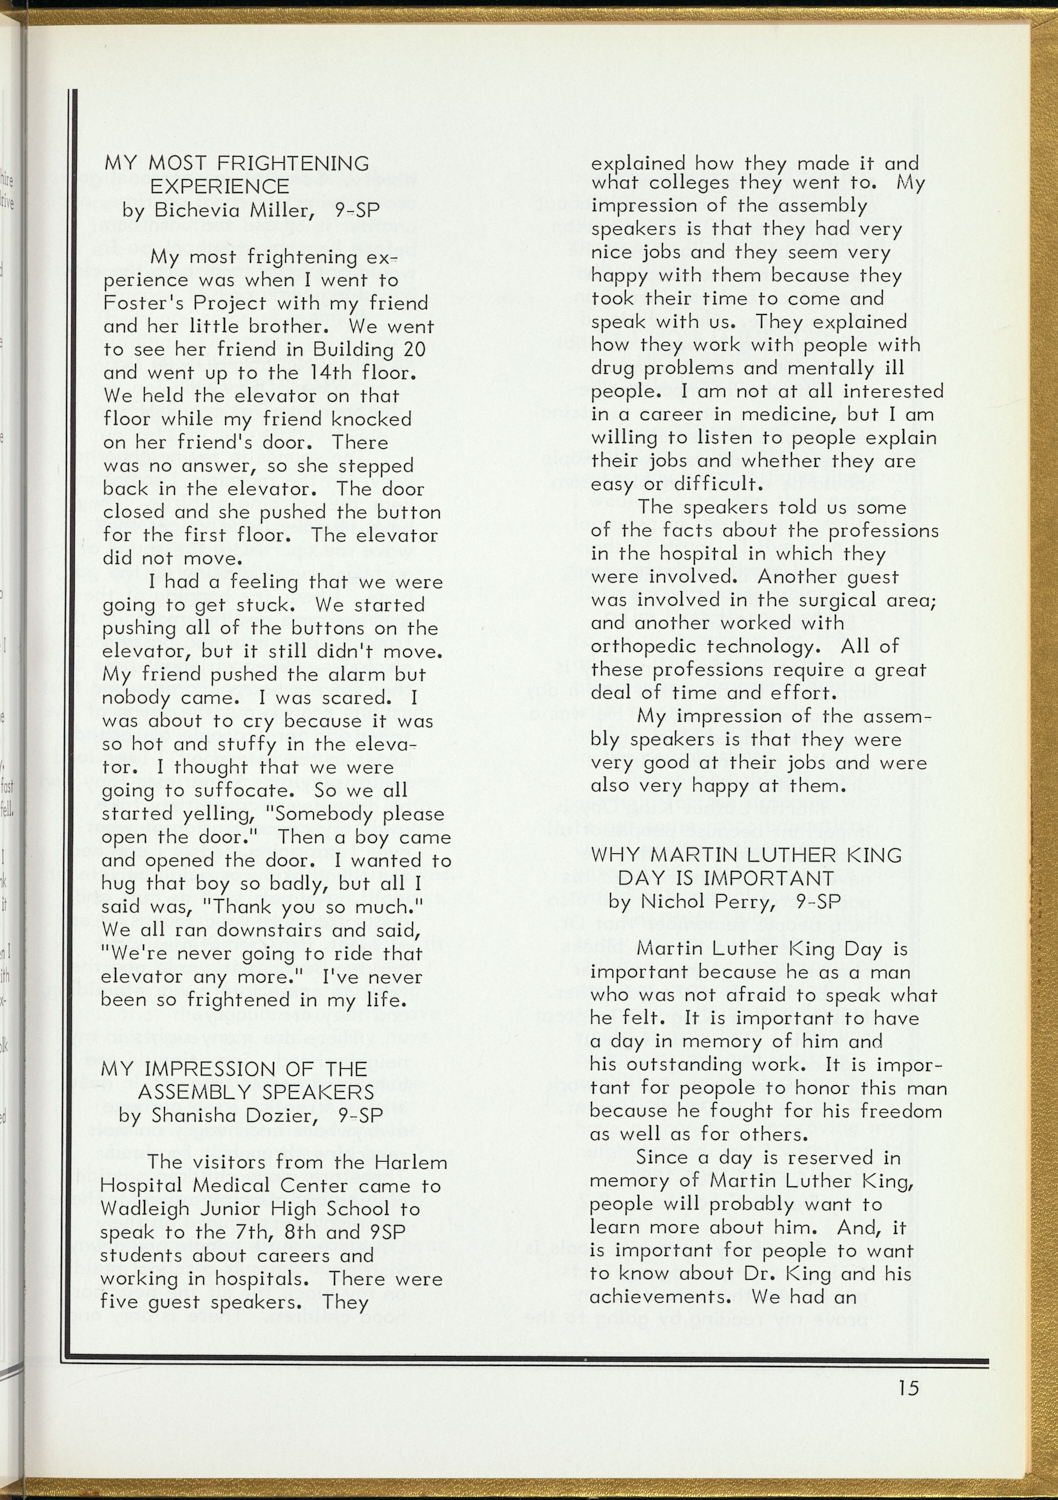 MY MOST FRIGHTENING
EXPERIENCE
by Bichevia Miller, 9-SP
My most frightening ex-
perience was when I went to
Foster's Project with my friend
and her little brother. We went
to see her friend in Building 20
and went up to the 14th floor.
We held the elevator on that
floor while my friend knocked
on her friend's door. There
was no answer, so she stepped
back in the elevator. The door
closed and she pushed the button
for the first floor. The elevator
did not move.
I had a feeling that we were
going to get stuck. We started
pushing all of the buttons on the
elevator, but it still didn't move.
My friend pushed the alarm but
nobody came. I was scared. I
was about to cry because it was
so hot and stuffy in the eleva-
tor. I thought that we were
going to suffocate. So we all
started yelling, "Somebody please
open the door." Then a boy came
and opened the door. I wanted to
hug that boy so badly, but all I
said was, "Thank you so much."
We all ran downstairs and said,
"We're never going to ride that
elevator any more." I've never
been so frightened in my life.
MY IMPRESSION OF THE
ASSEMBLY SPEAKERS
by Shanisha Dozier, 9-SP
The visitors from the Harlem
Hospital Medical Center came to
Wadleigh Junior High School to
speak to the 7th, 8th and 9SP
students about careers and
working in hospitals. There were
five guest speakers. They
explained how they made it and
what colleges they went to. My
impression of the assembly
speakers is that they had very
nice jobs and they seem very
happy with them because they
took their time to come and
speak with us. They explained
how they work with people with
drug problems and mentally ill
people. I am not at all interested
in a career in medicine, but I am
willing to listen to people explain
their jobs and whether they are
easy or difficult.
The speakers told us some
of the facts about the professions
in the hospital in which they
were involved. Another guest
was involved in the surgical area;
and another worked with
orthopedic technology. All of
these professions require a great
deal of time and effort.
My impression of the assem-
bly speakers is that they were
very good at their jobs and were
also very happy at them.
WHY MARTIN LUTHER KING
DAY IS IMPORTANT
by Nichol Perry, 9-SP
Martin Luther King Day is
important because he as a man
who was not afraid to speak what
he felt. It is important to have
a day in memory of him and
his outstanding work. It is impor-
tant for peopole to honor this man
because he fought for his freedom
as well as for others.
Since a day is reserved in
memory of Martin Luther King,
people will probably want to
learn more about him. And, it
is important for people to want
to know about Dr. King and his
achievements. We had an
15